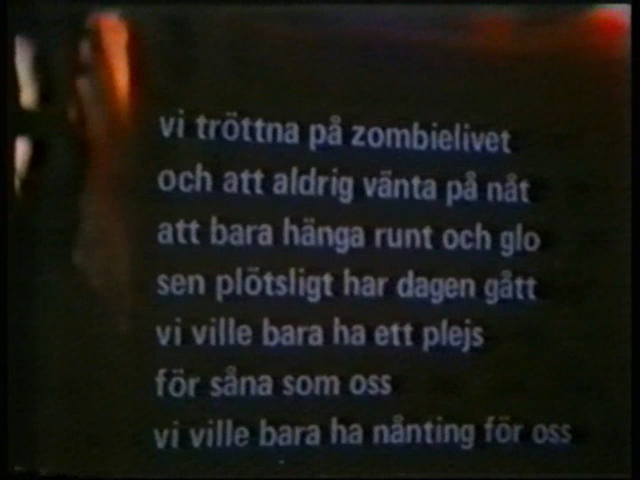 vi tröttna på zombielivet
och att aldrig vänta på nåt
att bara hänga runt och glo
sen plötsligt har dagen gått
vi ville bara ha ett plejs
för såna som oss
vi ville bara ha nånting för oss